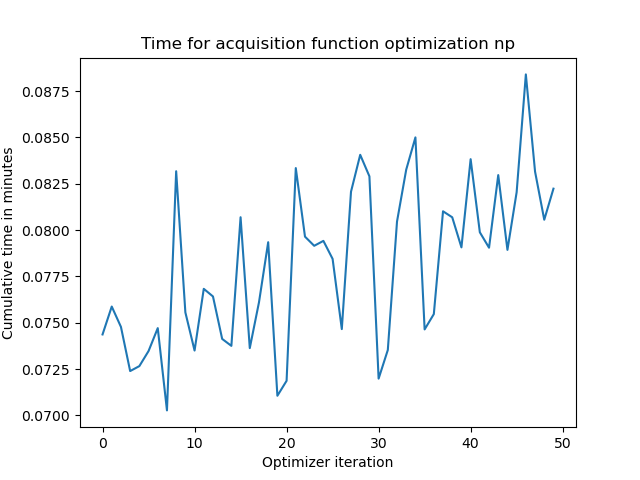 Time for acquisition function optimization np
Cumulative time in minutes
0.0875
0.0850
0.0825
0.0800
0.0775
0.0750
0.0725
0.0700
0 10 20 30 40 50
Optimizer iteration